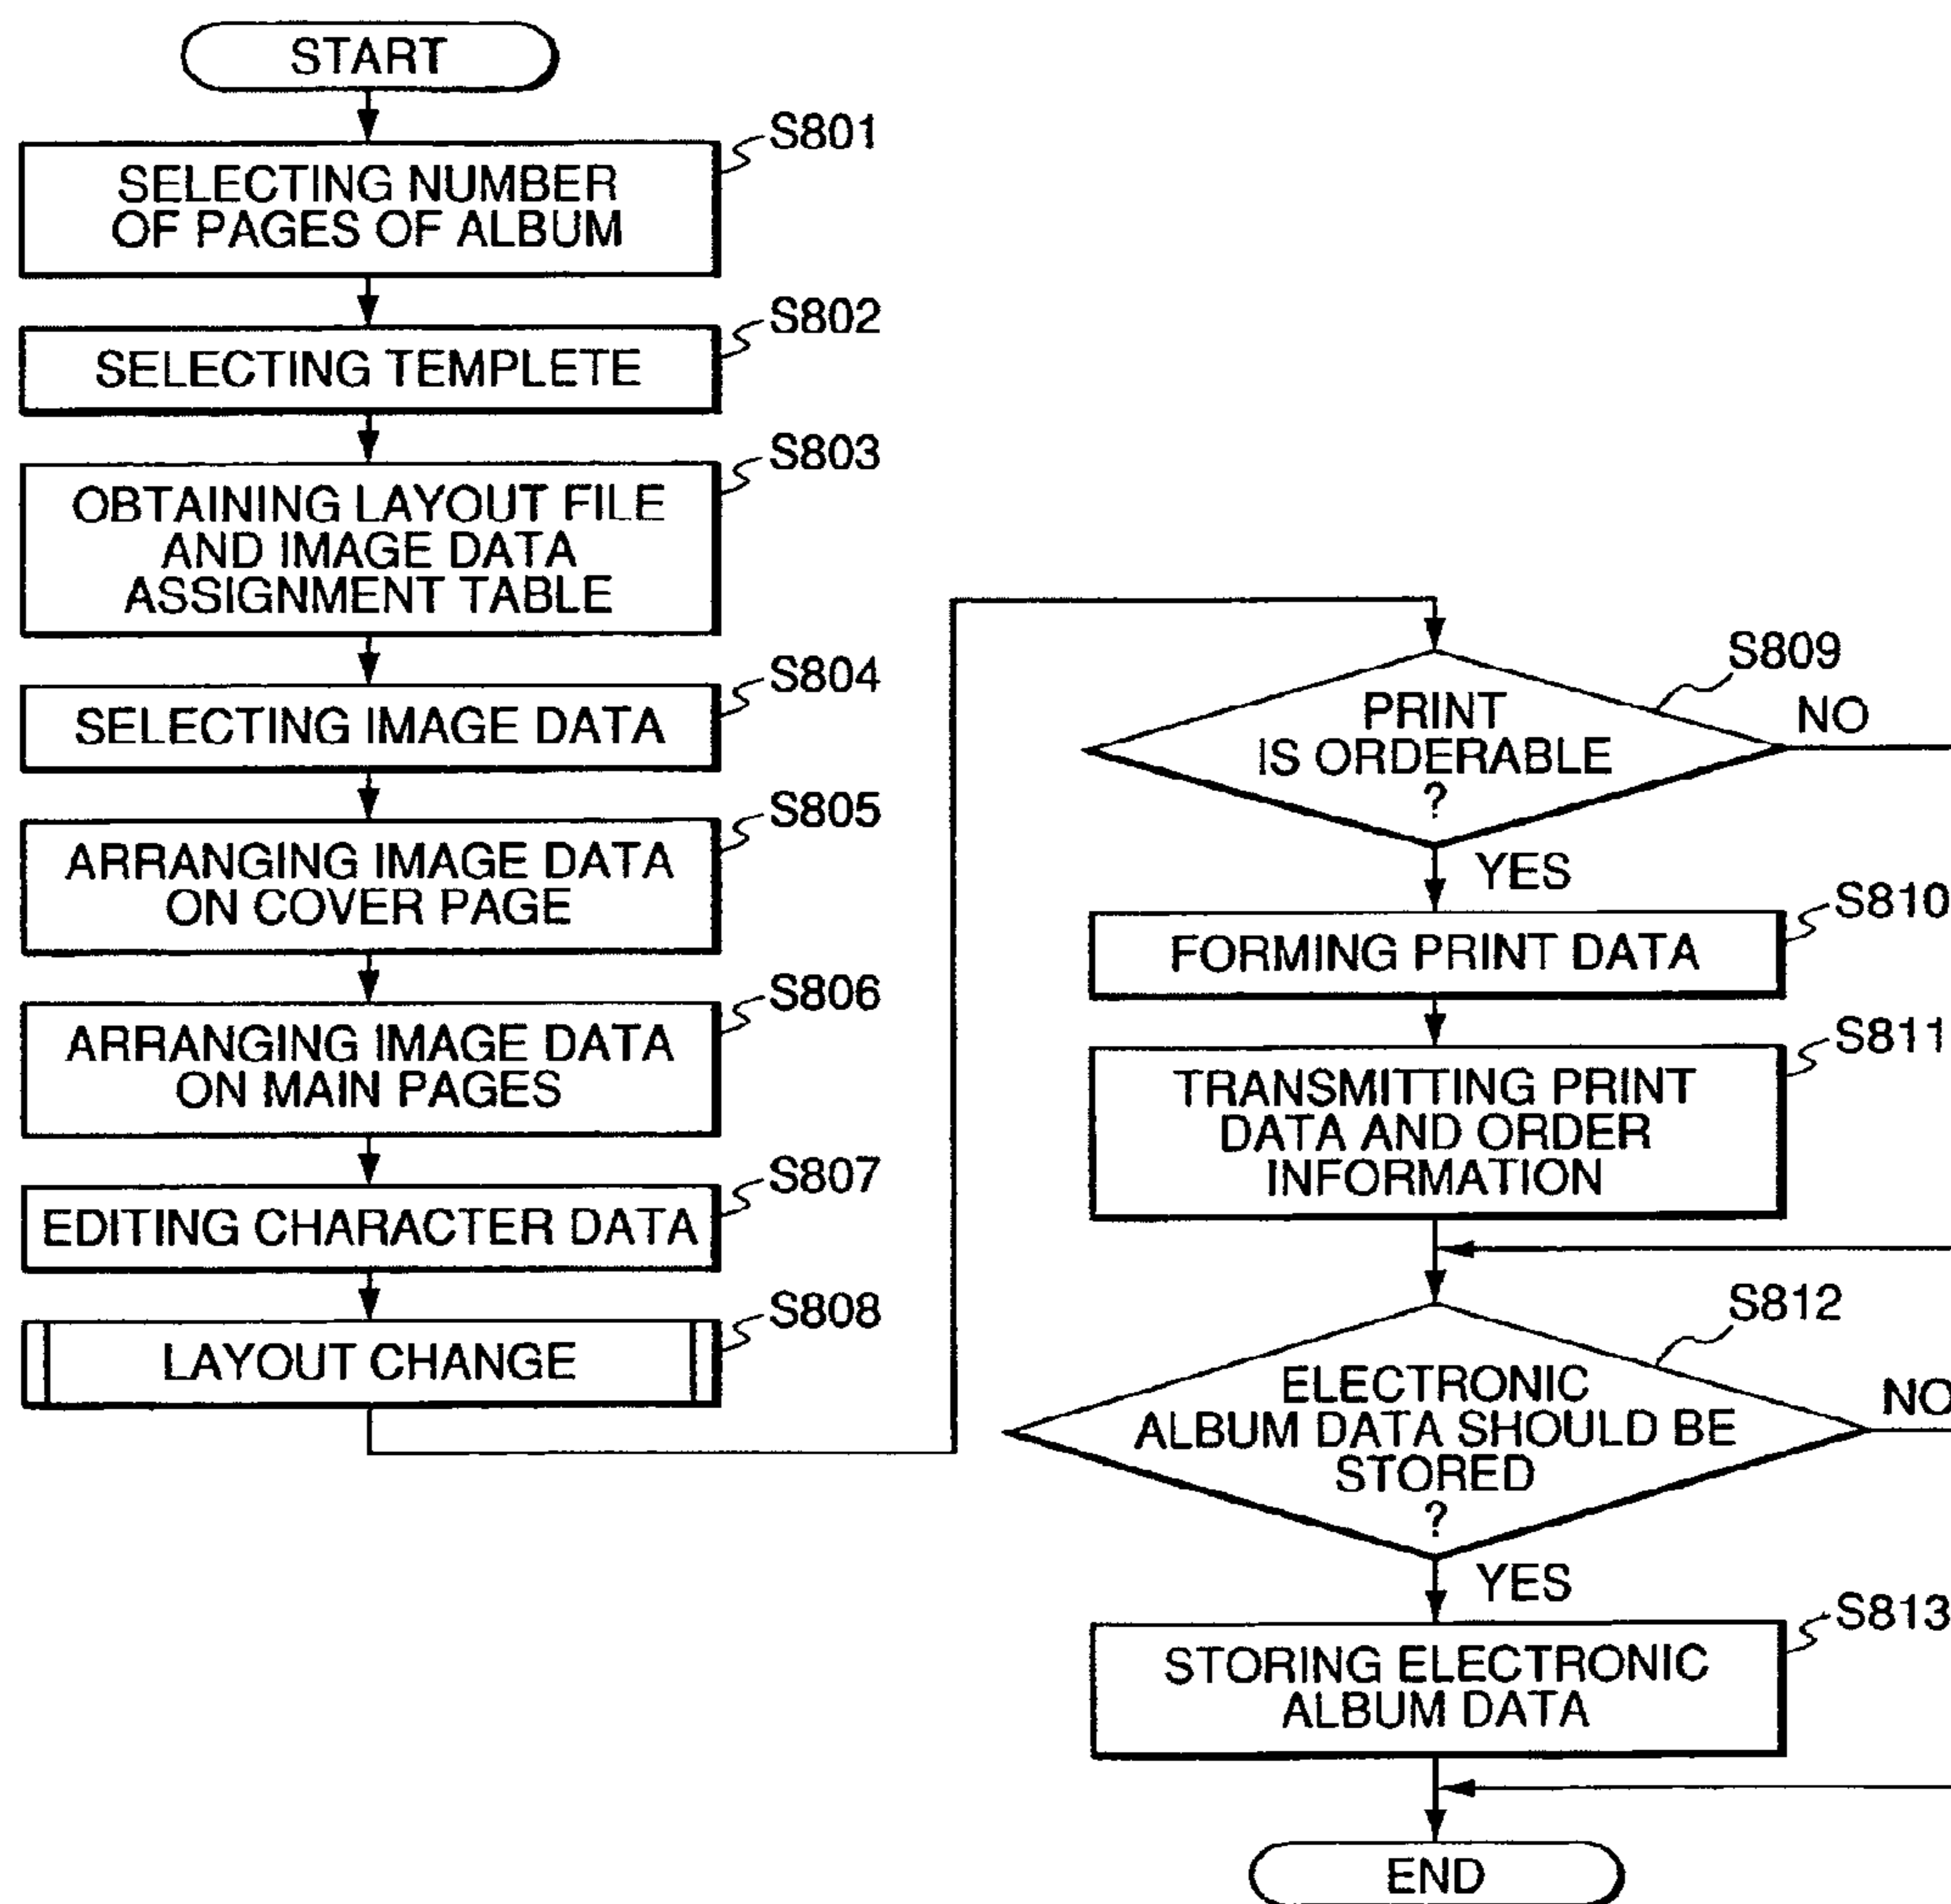 START
S801
SELECTING NUMBER
OF PAGES OF ALBUM
S802
SELECTING TEMPLETE
S803
OBTAINING LAYOUT FILE
AND IMAGE DATA
ASSIGNMENT TABLE
S804
SELECTING IMAGE DATA
S805
ARRANGING IMAGE DATA
ON COVER PAGE
S806
ARRANGING IMAGE DATA
ON MAIN PAGES
S807
EDITING CHARACTER DATA
S808
LAYOUT CHANGE
S809
PRINT
IS ORDERABLE
?
NO
YES
S810
FORMING PRINT DATA
S811
TRANSMITTING PRINT
DATA AND ORDER
INFORMATION
S812
ELECTRONIC
ALBUM DATA SHOULD BE
STORED
?
NO
YES
S813
STORING ELECTRONIC
ALBUM DATA
END